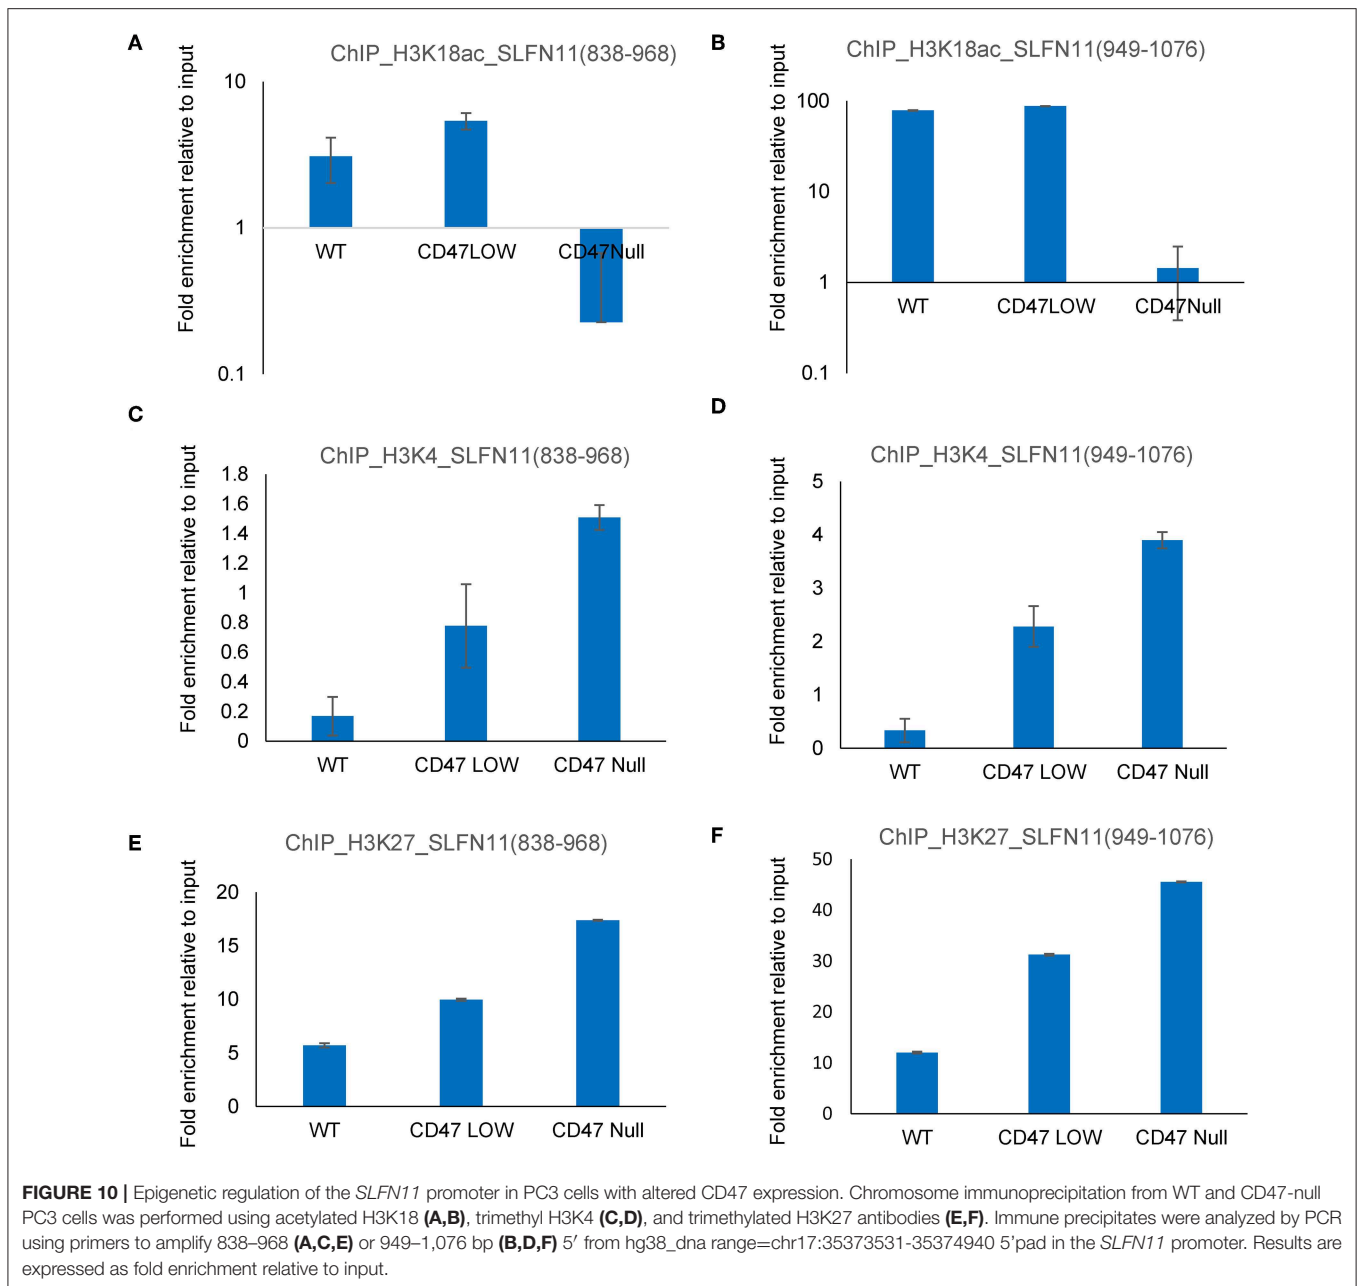 A
ChIP_H3K18ac_SLFN11(838-968)
Fold enrichment relative to input
10
1
0.1
WT
CD47LOW
CD47Null
B
ChIP_H3K18ac_SLFN11(949-1076)
Fold enrichment relative to input
100
10
1
0.1
WT
CD47LOW
CD47Null
C
ChIP_H3K4_SLFN11(838-968)
Fold enrichment relative to input
1.8
1.6
1.4
1.2
1
0.8
0.6
0.4
0.2
0
WT
CD47 LOW
CD47 Null
D
ChIP_H3K4_SLFN11(949-1076)
Fold enrichment relative to input
5
4
3
2
1
0
WT
CD47 LOW
CD47 Null
E
ChIP_H3K27_SLFN11(838-968)
Fold enrichment relative to input
20
15
10
5
0
WT
CD47 LOW
CD47 Null
F
ChIP_H3K27_SLFN11(949-1076)
Fold enrichment relative to input
50
40
30
20
10
0
WT
CD47 LOW
CD47 Null
FIGURE 10 | Epigenetic regulation of the SLFN11 promoter in PC3 cells with altered CD47 expression. Chromosome immunoprecipitation from WT and CD47-null
PC3 cells was performed using acetylated H3K18 (A,B), trimethyl H3K4 (C,D), and trimethylated H3K27 antibodies (E,F). Immune precipitates were analyzed by PCR
using primers to amplify 838–968 (A,C,E) or 949–1,076 bp (B,D,F) 5′ from hg38_dna range=chr17:35373531-35374940 5'pad in the SLFN11 promoter. Results are
expressed as fold enrichment relative to input.